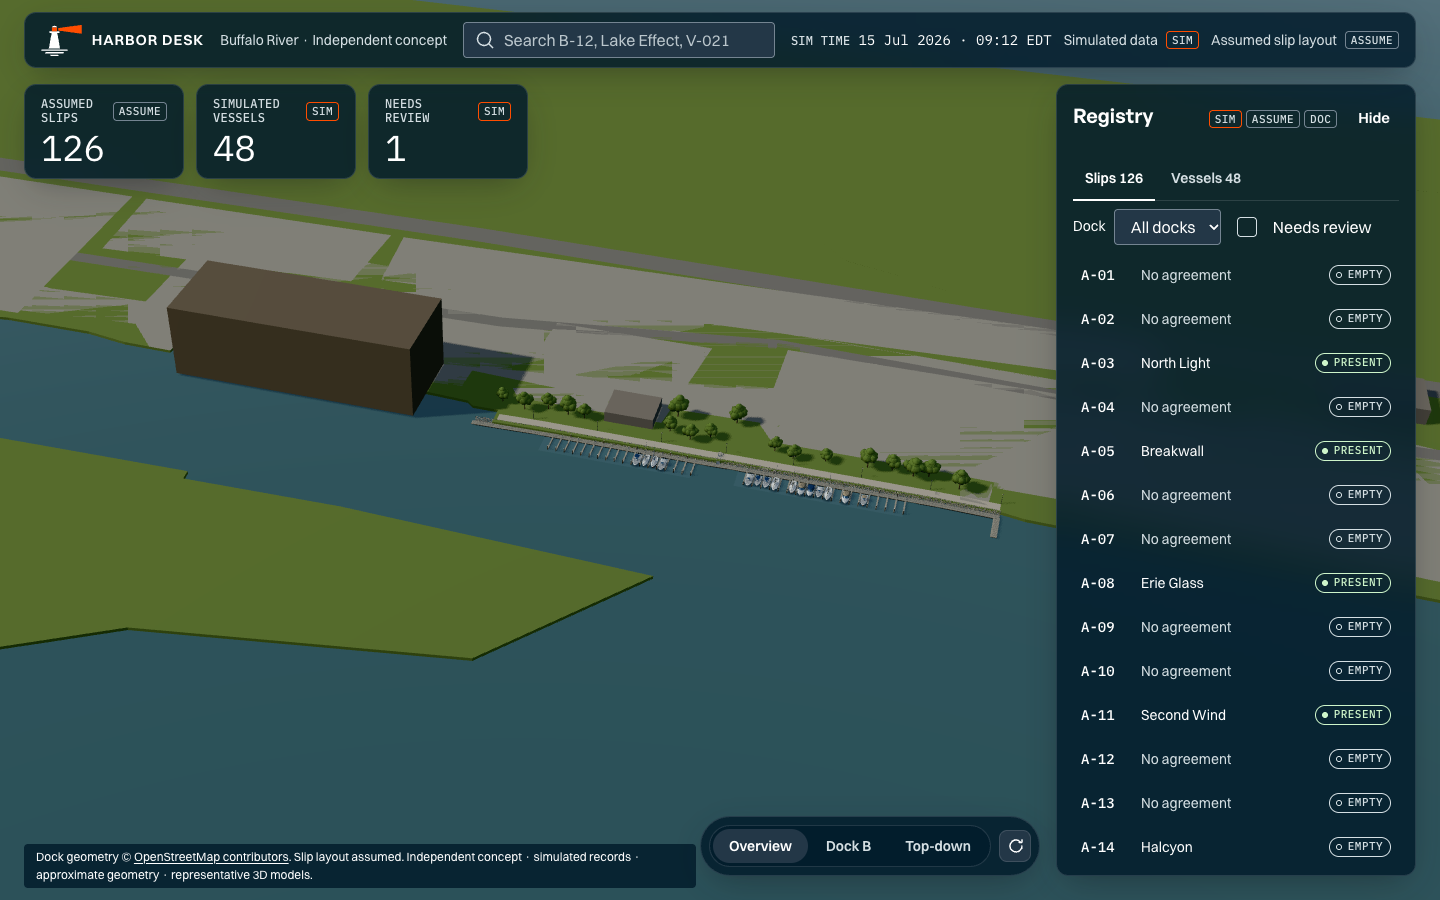 HARBOR DESK Buffalo River · Independent concept Search B-12, Lake Effect, V-021 SIM TIME 15 Jul 2026 · 09:12 EDT Simulated data SIM Assumed slip layout ASSUME
ASSUMED SLIPS ASSUME
126
SIMULATED VESSELS SIM
48
NEEDS REVIEW SIM
1
Registry SIM ASSUME DOC Hide
Slips 126 Vessels 48
Dock All docks Needs review
A-01 No agreement EMPTY
A-02 No agreement EMPTY
A-03 North Light PRESENT
A-04 No agreement EMPTY
A-05 Breakwall PRESENT
A-06 No agreement EMPTY
A-07 No agreement EMPTY
A-08 Erie Glass PRESENT
A-09 No agreement EMPTY
A-10 No agreement EMPTY
A-11 Second Wind PRESENT
A-12 No agreement EMPTY
A-13 No agreement EMPTY
A-14 Halcyon PRESENT
Overview Dock B Top-down
Dock geometry © OpenStreetMap contributors. Slip layout assumed. Independent concept · simulated records ·
approximate geometry · representative 3D models.